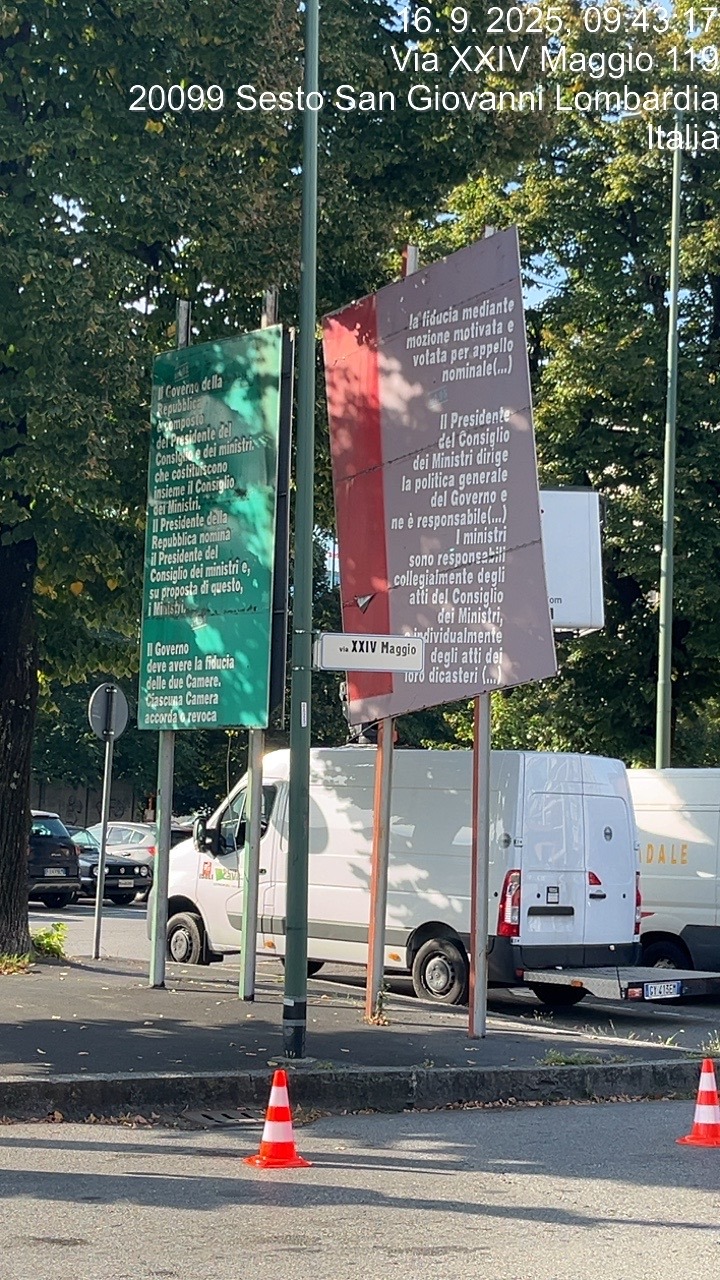 16. 9. 2025, 09:43:17
Via XXIV Maggio 119
20099 Sesto San Giovanni Lombardia
Italia
Il Governo della
Repubblica
è composto
del Presidente del
Consiglio e dei ministri,
che costituiscono
insieme il Consiglio
dei Ministri.
Il Presidente della
Repubblica nomina
il Presidente del
Consiglio dei ministri e,
su proposta di questo,
i Ministri.
Il Governo
deve avere la fiducia
delle due Camere.
Ciascuna Camera
accorda o revoca
la fiducia mediante
mozione motivata e
votata per appello
nominale(...)
Il Presidente
del Consiglio
dei Ministri dirige
la politica generale
del Governo e
ne è responsabile(...)
I ministri
sono responsabili
collegialmente degli
atti del Consiglio
dei Ministri,
individualmente
degli atti dei
loro dicasteri (...)
via XXIV Maggio
om
DALE